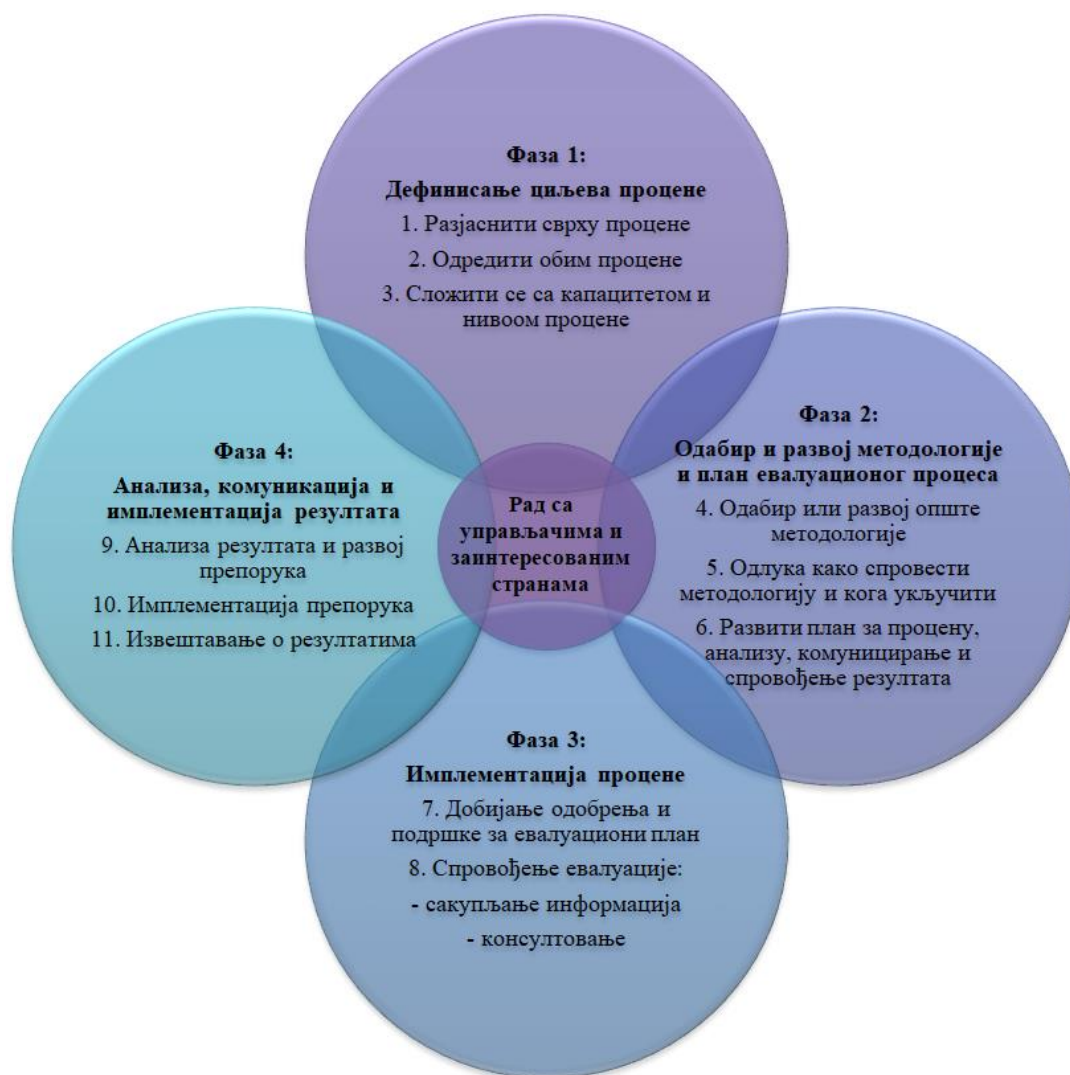 Фаза 1:
Дефинисање циљева процене
1. Разјаснити сврху процене
2. Одредити обим процене
3. Сложити се са капацитетом и
нивоом процене
Фаза 2:
Одабир и развој методологије
и план евалуационог процеса
4. Одабир или развој опште
методологије
5. Одлука како спровести
методологију и кога укључити
6. Развити план за процену,
анализу, комуницирање и
спровођење резултата
Фаза 3:
Имплементација процене
7. Добијање одобрења и
подршке за евалуациони план
8. Спровођење евалуације:
- сакупљање информација
- консултовање
Фаза 4:
Анализа, комуникација и
имплементација резултата
9. Анализа резултата и развој
препорука
10. Имплементација препорука
11. Извештавање о резултатима
Рад са
управљачима и
заинтересованим
странама